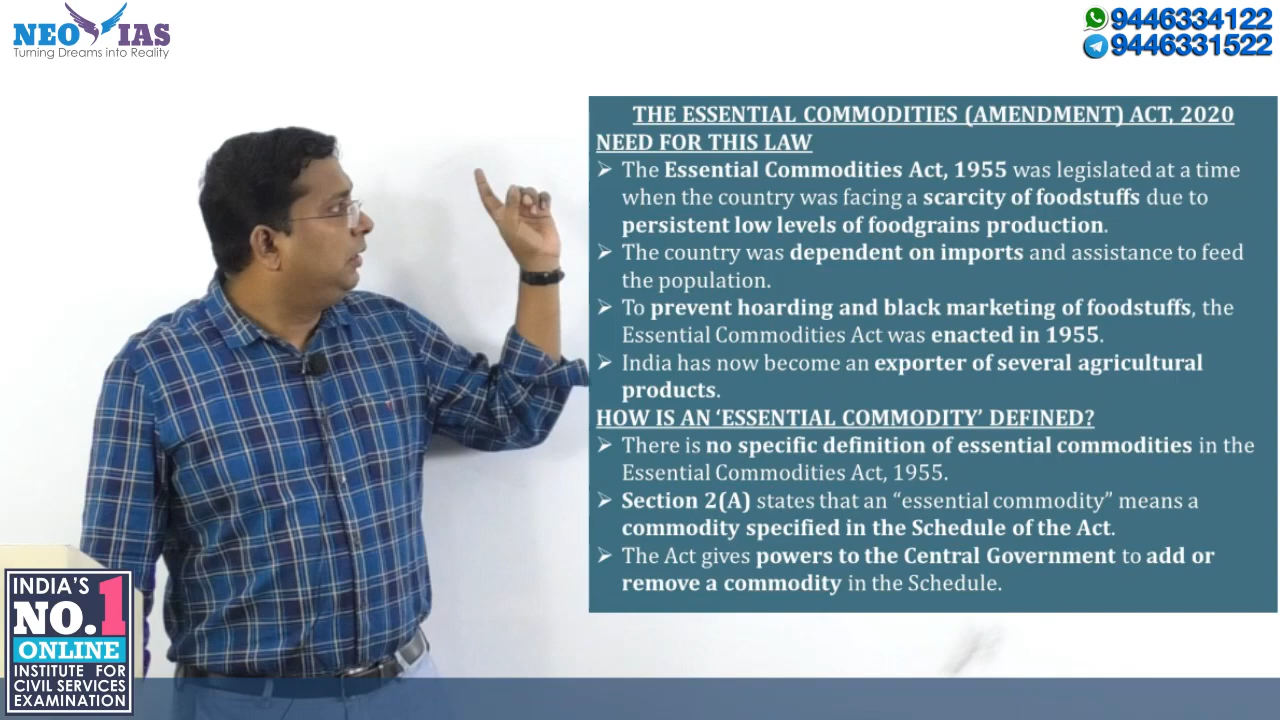 NEO IAS
Turning Dreams into Reality
9446334122
9446331522
THE ESSENTIAL COMMODITIES (AMENDMENT) ACT, 2020
NEED FOR THIS LAW
➢ The Essential Commodities Act, 1955 was legislated at a time
when the country was facing a scarcity of foodstuffs due to
persistent low levels of foodgrains production.
➢ The country was dependent on imports and assistance to feed
the population.
➢ To prevent hoarding and black marketing of foodstuffs, the
Essential Commodities Act was enacted in 1955.
➢ India has now become an exporter of several agricultural
products.
HOW IS AN ‘ESSENTIAL COMMODITY’ DEFINED?
➢ There is no specific definition of essential commodities in the
Essential Commodities Act, 1955.
➢ Section 2(A) states that an “essential commodity” means a
commodity specified in the Schedule of the Act.
➢ The Act gives powers to the Central Government to add or
remove a commodity in the Schedule.
INDIA'S
NO.1
ONLINE
INSTITUTE FOR
CIVIL SERVICES
EXAMINATION